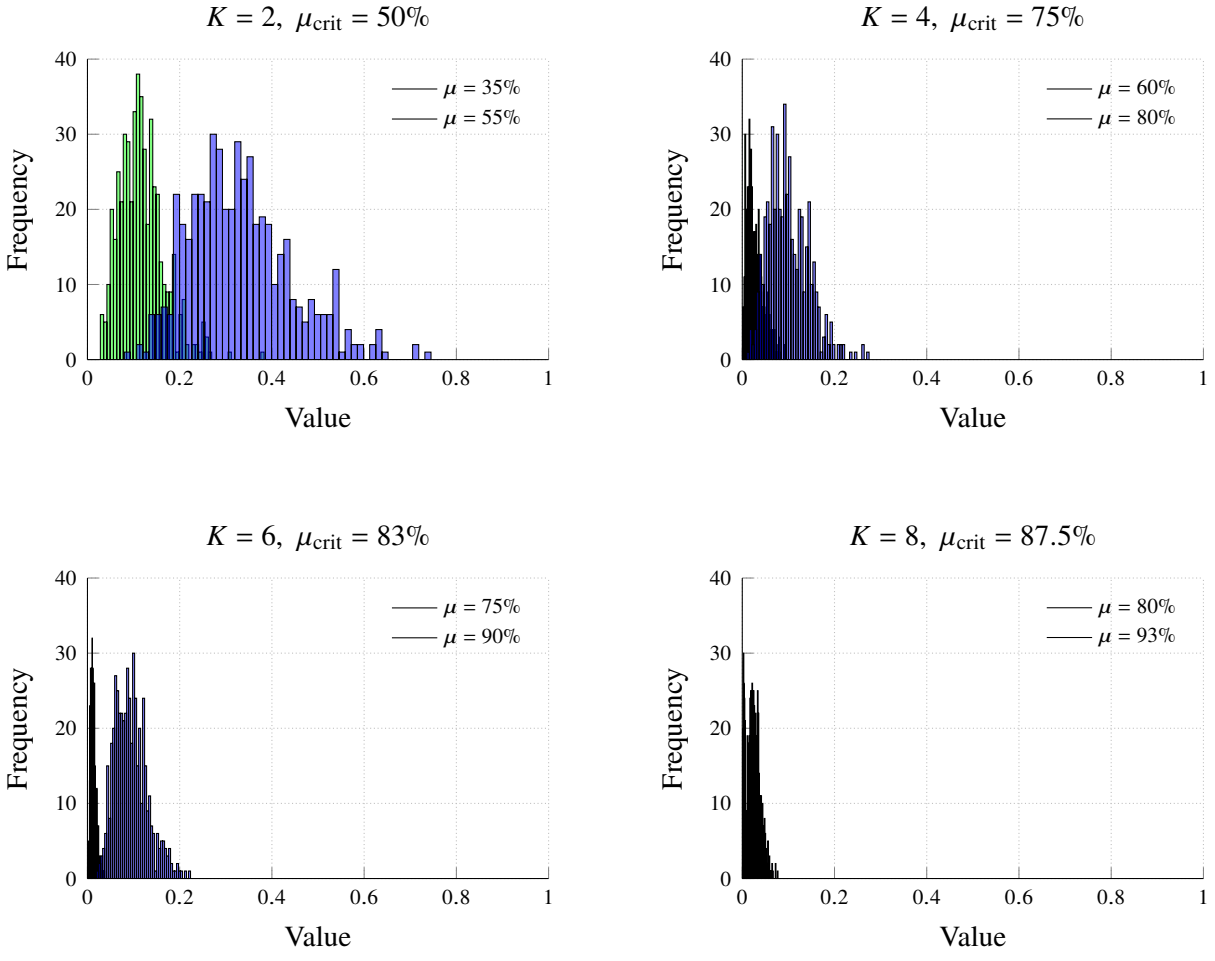 K = 2, μcrit = 50%
40
30
20
10
0
Frequency
0 0.2 0.4 0.6 0.8 1
Value
μ = 35%
μ = 55%
K = 4, μcrit = 75%
40
30
20
10
0
Frequency
0 0.2 0.4 0.6 0.8 1
Value
μ = 60%
μ = 80%
K = 6, μcrit = 83%
40
30
20
10
0
Frequency
0 0.2 0.4 0.6 0.8 1
Value
μ = 75%
μ = 90%
K = 8, μcrit = 87.5%
40
30
20
10
0
Frequency
0 0.2 0.4 0.6 0.8 1
Value
μ = 80%
μ = 93%